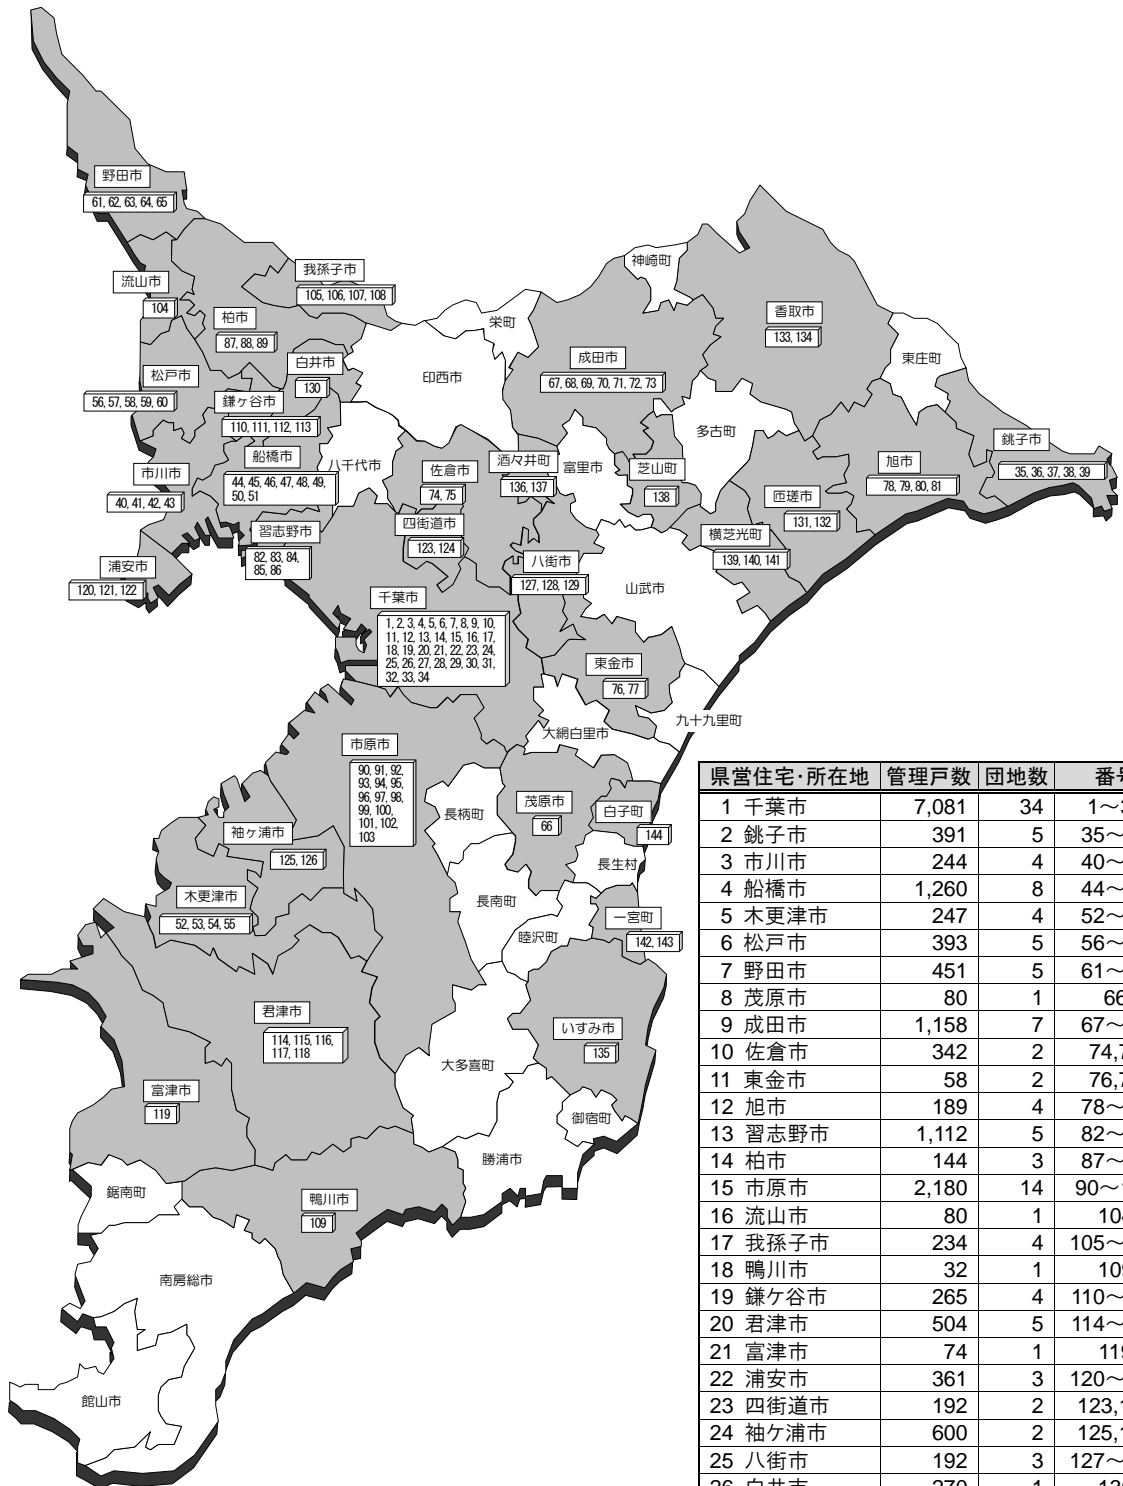 野田市
61, 62, 63, 64, 65
流山市
104
我孫子市
105, 106, 107, 108
柏市
87, 88, 89
松戸市
56, 57, 58, 59, 60
白井市
130
鎌ヶ谷市
110, 111, 112, 113
印西市
栄町
神崎町
成田市
67, 68, 69, 70, 71, 72, 73
香取市
133, 134
東庄町
多古町
銚子市
35, 36, 37, 38, 39
旭市
78, 79, 80, 81
匝瑳市
131, 132
市川市
40, 41, 42, 43
船橋市
44, 45, 46, 47, 48, 49,
50, 51
八千代市
佐倉市
74, 75
酒々井町
136, 137
富里市
芝山町
138
横芝光町
139, 140, 141
浦安市
120, 121, 122
習志野市
82, 83, 84,
85, 86
四街道市
123, 124
八街市
127, 128, 129
山武市
千葉市
1, 2, 3, 4, 5, 6, 7, 8, 9, 10,
11, 12, 13, 14, 15, 16, 17,
18, 19, 20, 21, 22, 23, 24,
25, 26, 27, 28, 29, 30, 31,
32, 33, 34
東金市
76, 77
九十九里町
大網白里市
市原市
90, 91, 92,
93, 94, 95,
96, 97, 98,
99, 100,
101, 102,
103
長柄町
茂原市
66
白子町
144
長生村
袖ヶ浦市
125, 126
木更津市
52, 53, 54, 55
長南町
睦沢町
一宮町
142, 143
君津市
114, 115, 116,
117, 118
いすみ市
135
大多喜町
富津市
119
御宿町
勝浦市
鋸南町
鴨川市
109
南房総市
館山市
県営住宅・所在地 管理戸数 団地数
1 千葉市 7,081 34 1～
2 銚子市 391 5 35～
3 市川市 244 4 40～
4 船橋市 1,260 8 44～
5 木更津市 247 4 52～
6 松戸市 393 5 56～
7 野田市 451 5 61～
8 茂原市 80 1 66
9 成田市 1,158 7 67～
10 佐倉市 342 2 74,
11 東金市 58 2 76,
12 旭市 189 4 78～
13 習志野市 1,112 5 82～
14 柏市 144 3 87～
15 市原市 2,180 14 90～
16 流山市 80 1
17 我孫子市 234 4 105～
18 鴨川市 32 1
19 鎌ケ谷市 265 4 110～
20 君津市 504 5 114～
21 富津市 74 1
22 浦安市 361 3 120～
23 四街道市 192 2 123,
24 袖ケ浦市 600 2 125,
25 八街市 192 3 127～